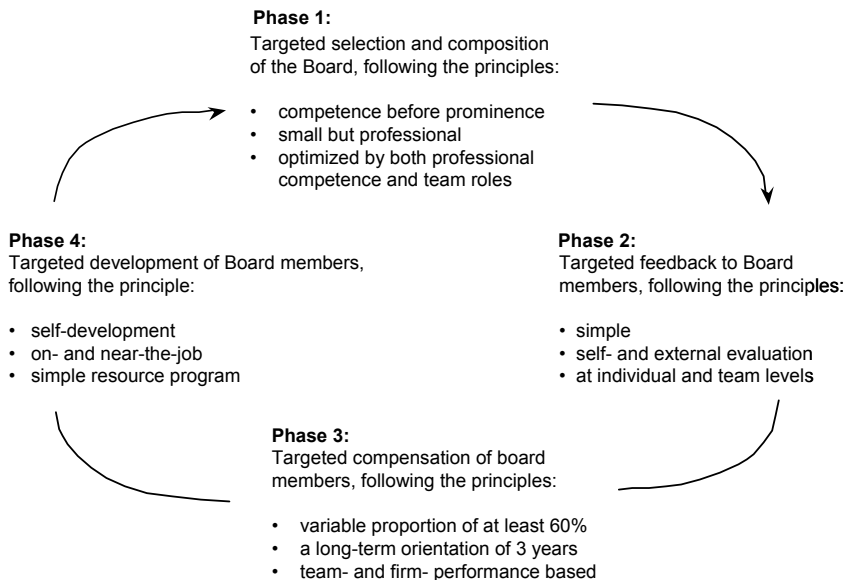 Phase 1:
Targeted selection and composition
of the Board, following the principles:
• competence before prominence
• small but professional
• optimized by both professional
competence and team roles
Phase 2:
Targeted feedback to Board
members, following the principles:
• simple
• self- and external evaluation
• at individual and team levels
Phase 3:
Targeted compensation of board
members, following the principles:
• variable proportion of at least 60%
• a long-term orientation of 3 years
• team- and firm- performance based
Phase 4:
Targeted development of Board members,
following the principle:
• self-development
• on- and near-the-job
• simple resource program